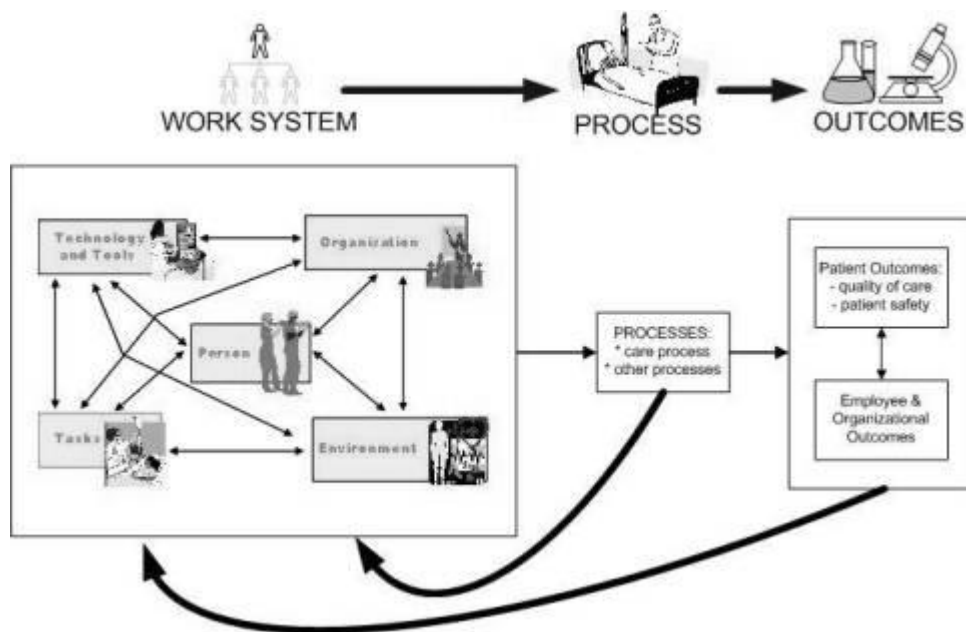 WORK SYSTEM
PROCESS
OUTCOMES
Technology
and Tools
Organization
Person
Tasks
Environment
PROCESSES:
* care process
* other processes
Patient Outcomes:
- quality of care
- patient safety
Employee &
Organizational
Outcomes